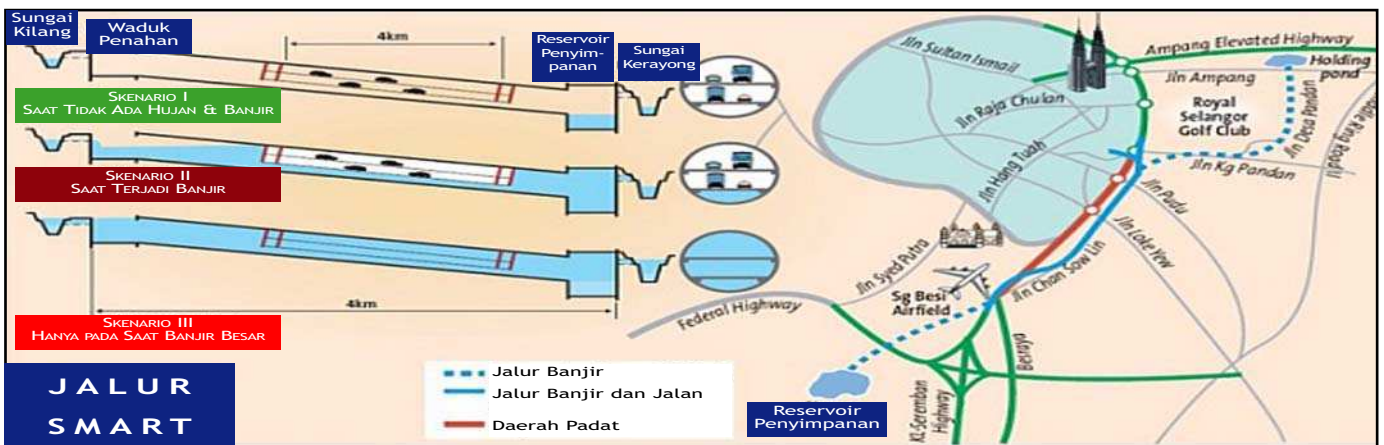 Sungai
Kilang
Waduk
Penahan
4km
Reservoir
Penyim-
panan
Sungai
Kerayong
SKENARIO I
SAAT TIDAK ADA HUJAN & BANJIR
SKENARIO II
SAAT TERJADI BANJIR
4km
SKENARIO III
HANYA PADA SAAT BANJIR BESAR
JALUR
SMART
Jalur Banjir
Jalur Banjir dan Jalan
Daerah Padat
Jln Sultan Ismail
Ampang Elevated Highway
Holding
pond
Jln Ampang
Jln Raja Chulan
Royal
Selangor
Golf Club
Jln Desa Pandan
Ring Road
Jln Hang Tuah
Jln Kg Pandan
Jln Pudu
Jln Loke Yew
Jln Syed Putra
Jln Chan Sow Lin
Sg Besi
Airfield
Federal Highway
Besraya
KL-Seremban
Highway
Reservoir
Penyimpanan